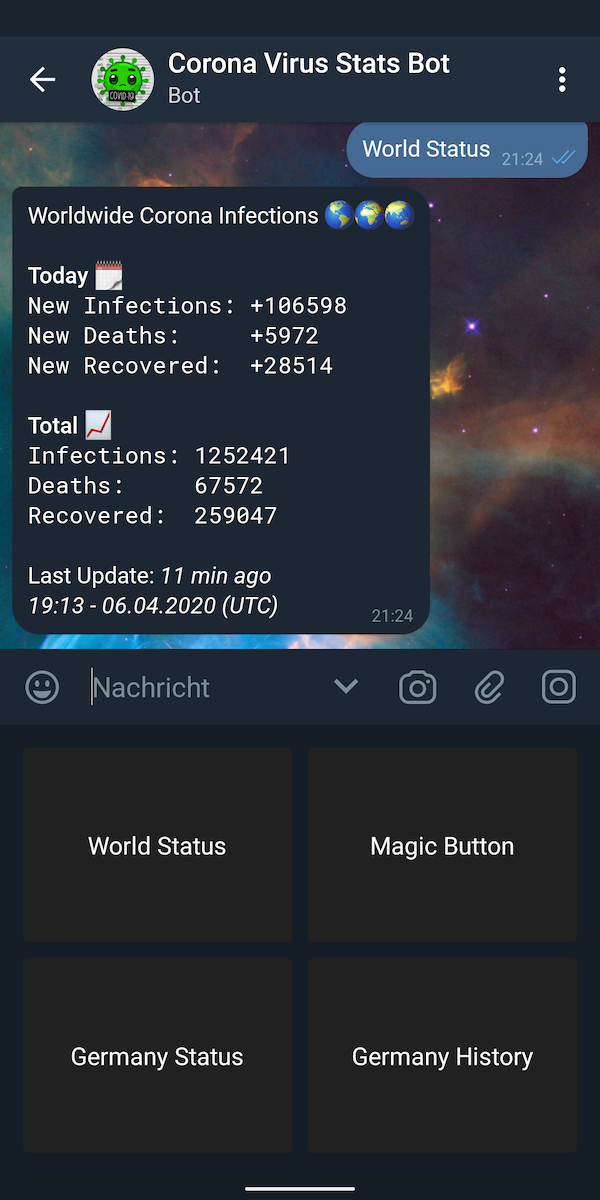 Corona Virus Stats Bot
COVID-19
Bot
World Status 21:24
Worldwide Corona Infections
Today
New Infections: +106598
New Deaths: +5972
New Recovered: +28514
Total
Infections: 1252421
Deaths: 67572
Recovered: 259047
Last Update: 11 min ago
19:13 - 06.04.2020 (UTC)
21:24
Nachricht
World Status
Magic Button
Germany Status
Germany History